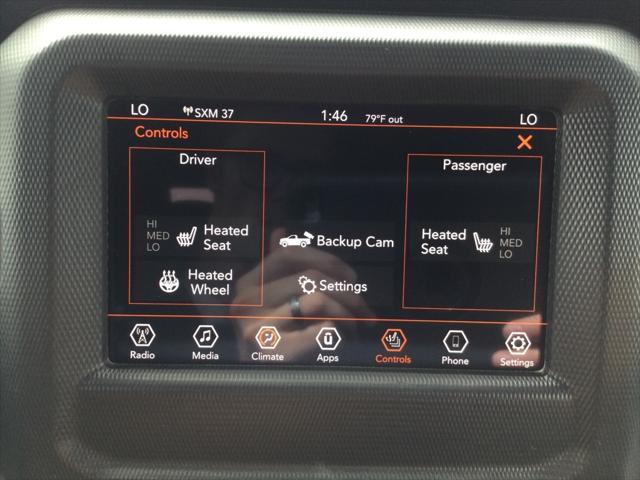 LO SXM 37 1:46 79°F out LO
Controls
Driver
Passenger
HI
MED
LO
Heated
Seat
Backup Cam
Heated
Seat
HI
MED
LO
Heated
Wheel
Settings
Radio Media Climate Apps Controls Phone Settings